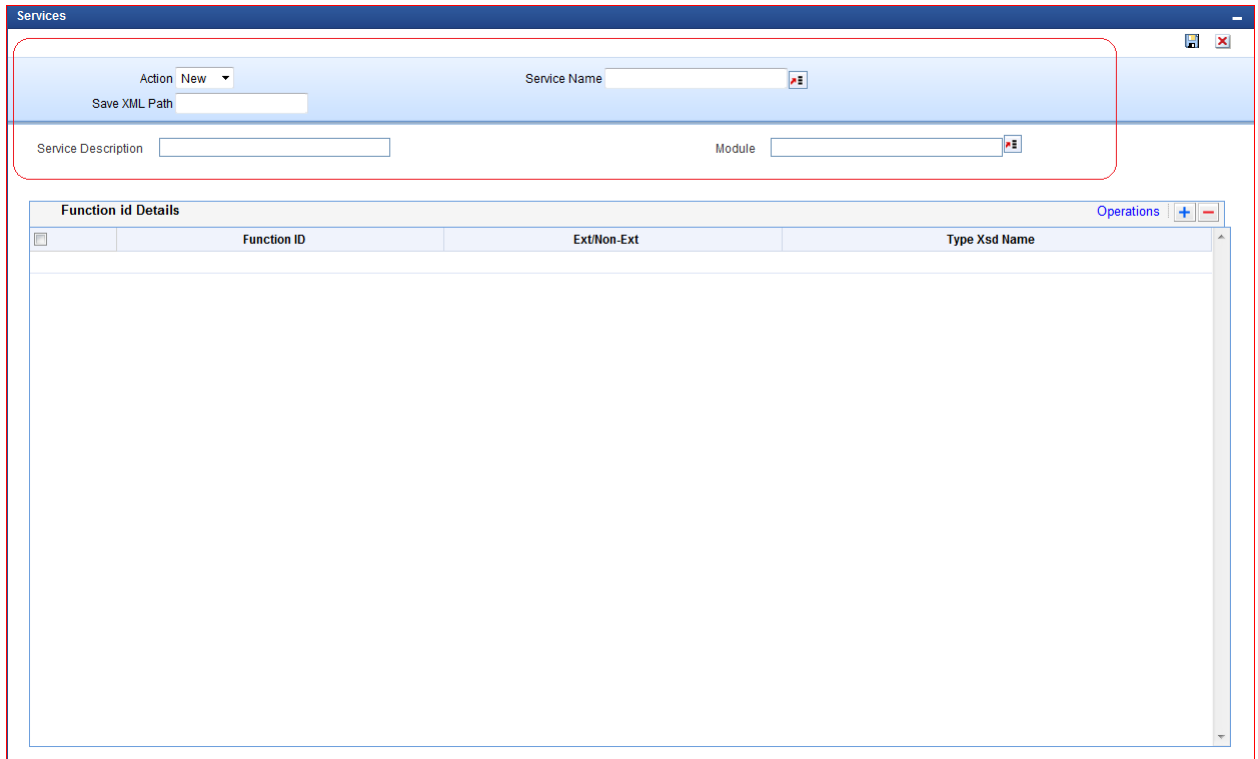 Services
Action New Service Name
Save XML Path
Service Description Module
Function id Details Operations
Function ID Ext/Non-Ext Type Xsd Name